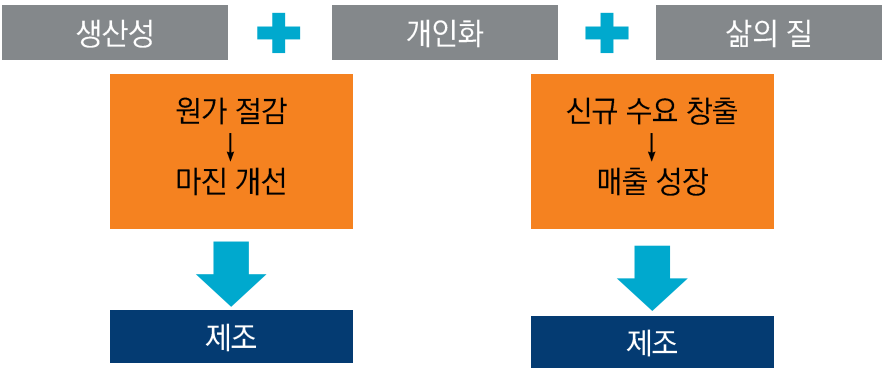 생산성
개인화
삶의 질
원가 절감
마진 개선
신규 수요 창출
매출 성장
제조
제조